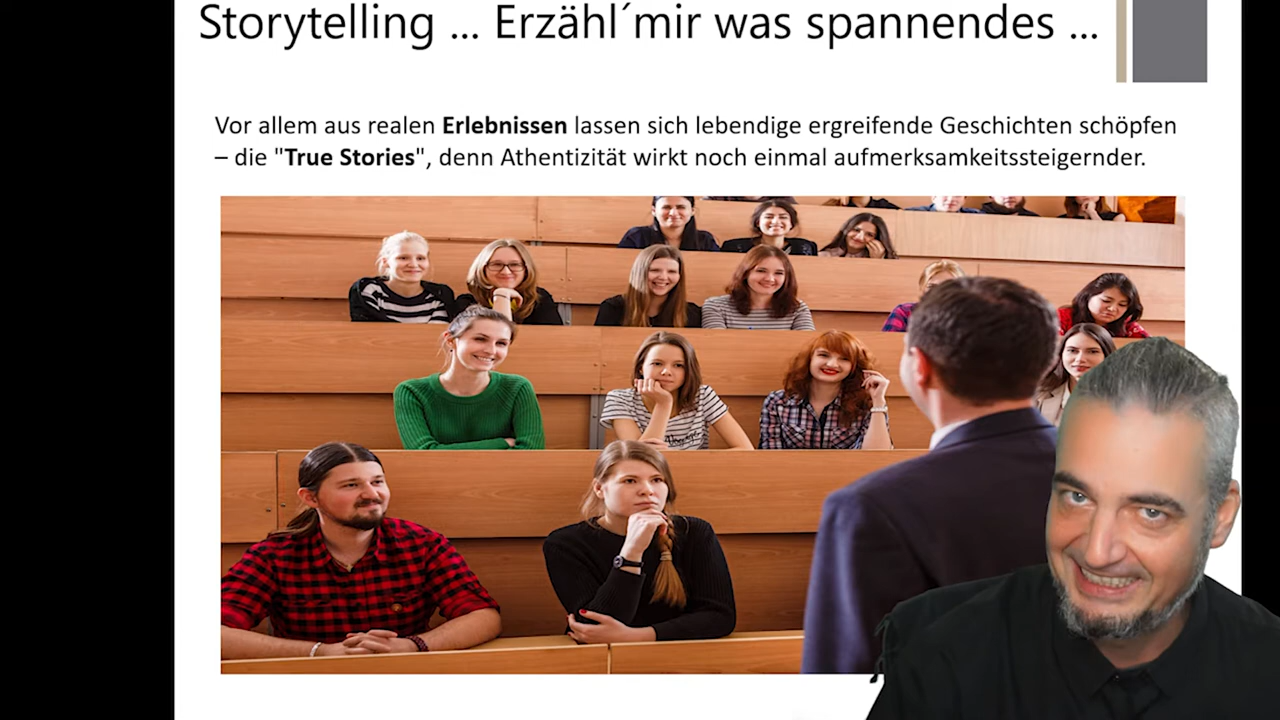 Storytelling ... Erzähl´mir was spannendes ...
Vor allem aus realen Erlebnissen lassen sich lebendige ergreifende Geschichten schöpfen
– die "True Stories", denn Athentizität wirkt noch einmal aufmerksamkeitssteigernder.